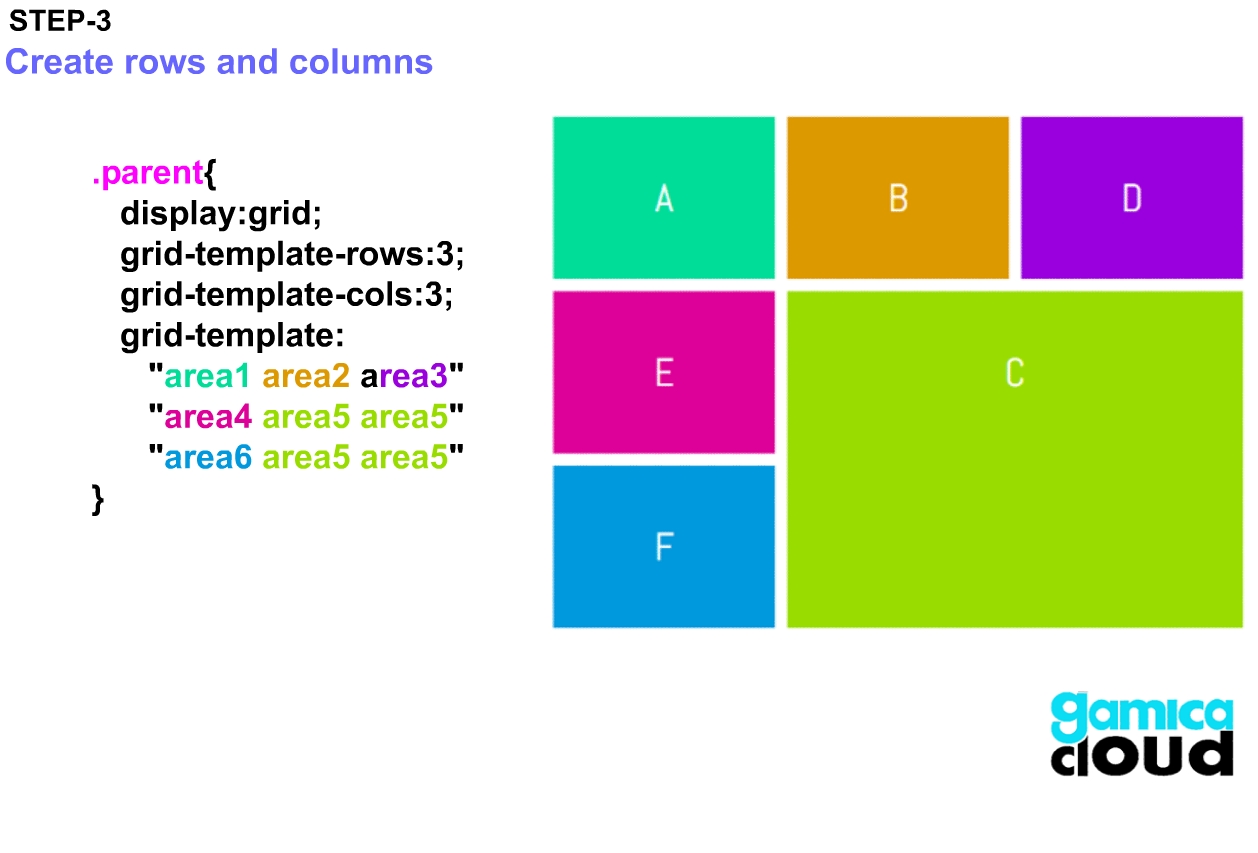 STEP-3
Create rows and columns
.parent{
display:grid;
grid-template-rows:3;
grid-template-cols:3;
grid-template:
"area1 area2 area3"
"area4 area5 area5"
"area6 area5 area5"
}
A B D
E C
F
gamica
cloud